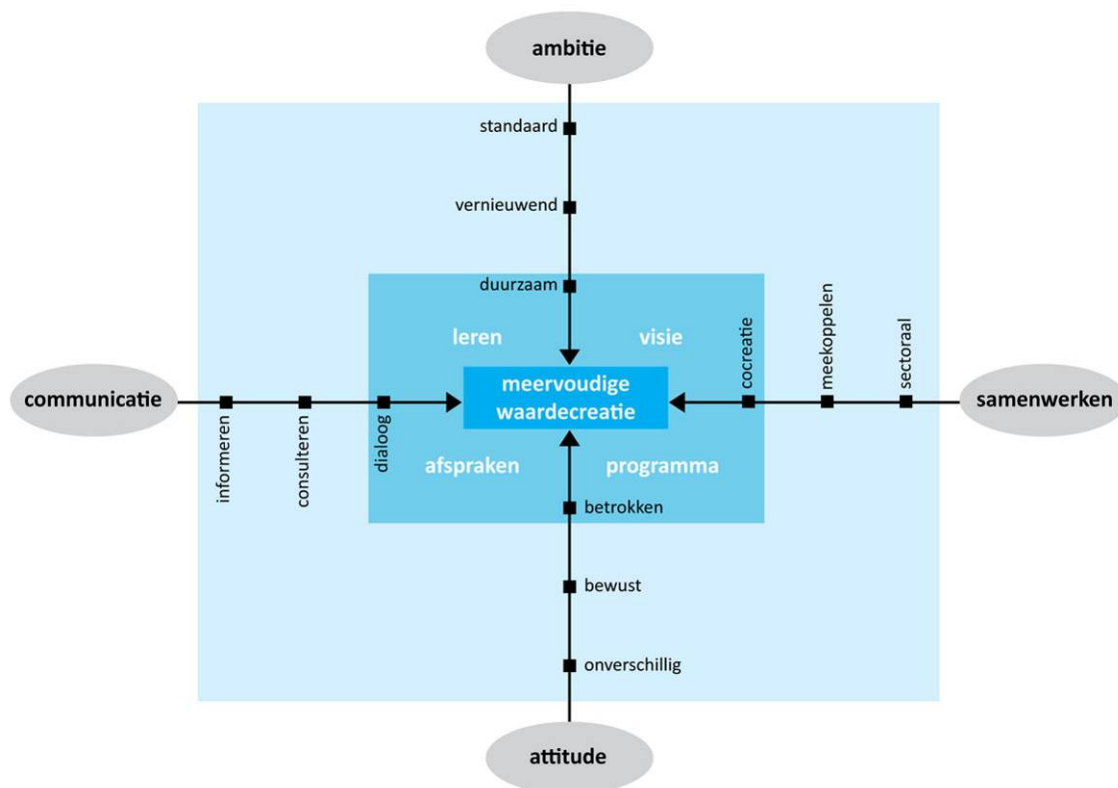 ambitie
standaard
vernieuwend
duurzaam
leren
visie
communicatie
informeren
consulteren
dialoog
meervoudige
waardecreatie
cocreatie
meekoppelen
sectoraal
samenwerken
afspraken
programma
betrokken
bewust
onverschillig
attitude